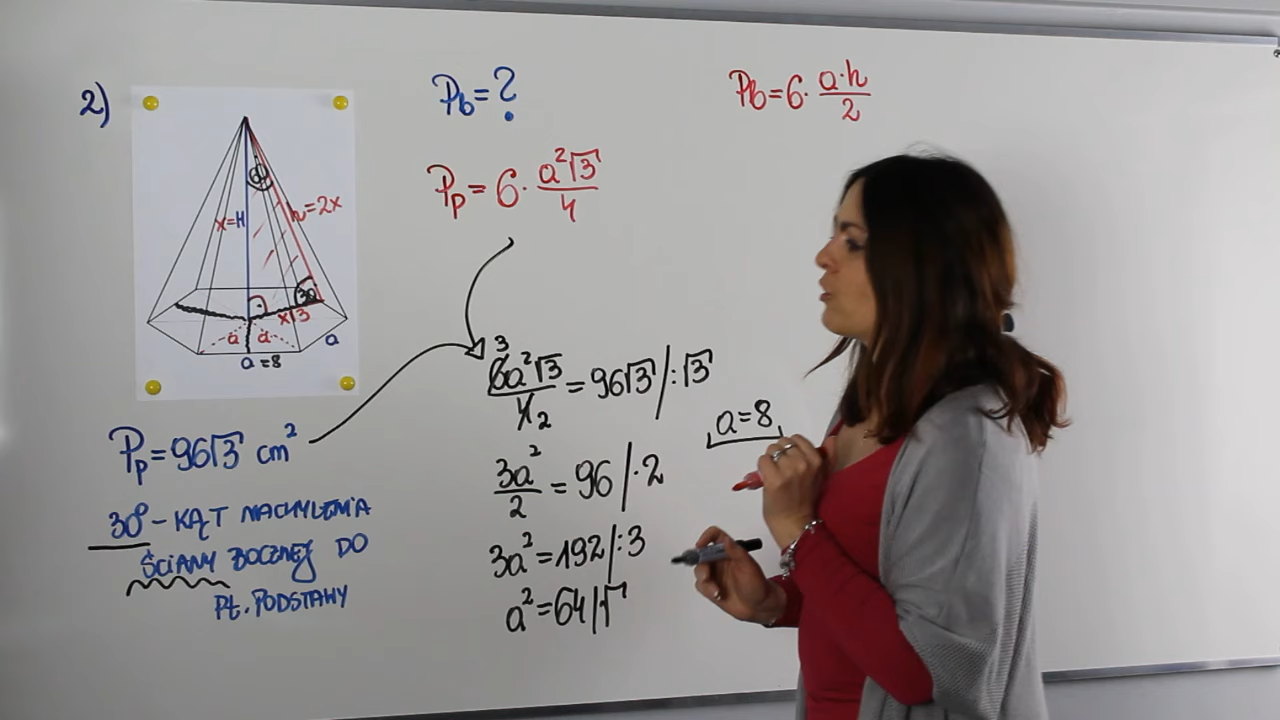 2)
60
x=H
h=2x
30
x√3
a
a
a
a=8
Pb=?
Pp=6·a²√3/4
Pb=6·a·h/2
Pp=96√3 cm²
30° - KĄT NACHYLENIA
ŚCIANY BOCZNEJ DO
PŁ. PODSTAWY
3
6a²√3/4 2=96√3/:√3
3a²/2=96/·2
3a²=192/:3
a²=64/√
a=8